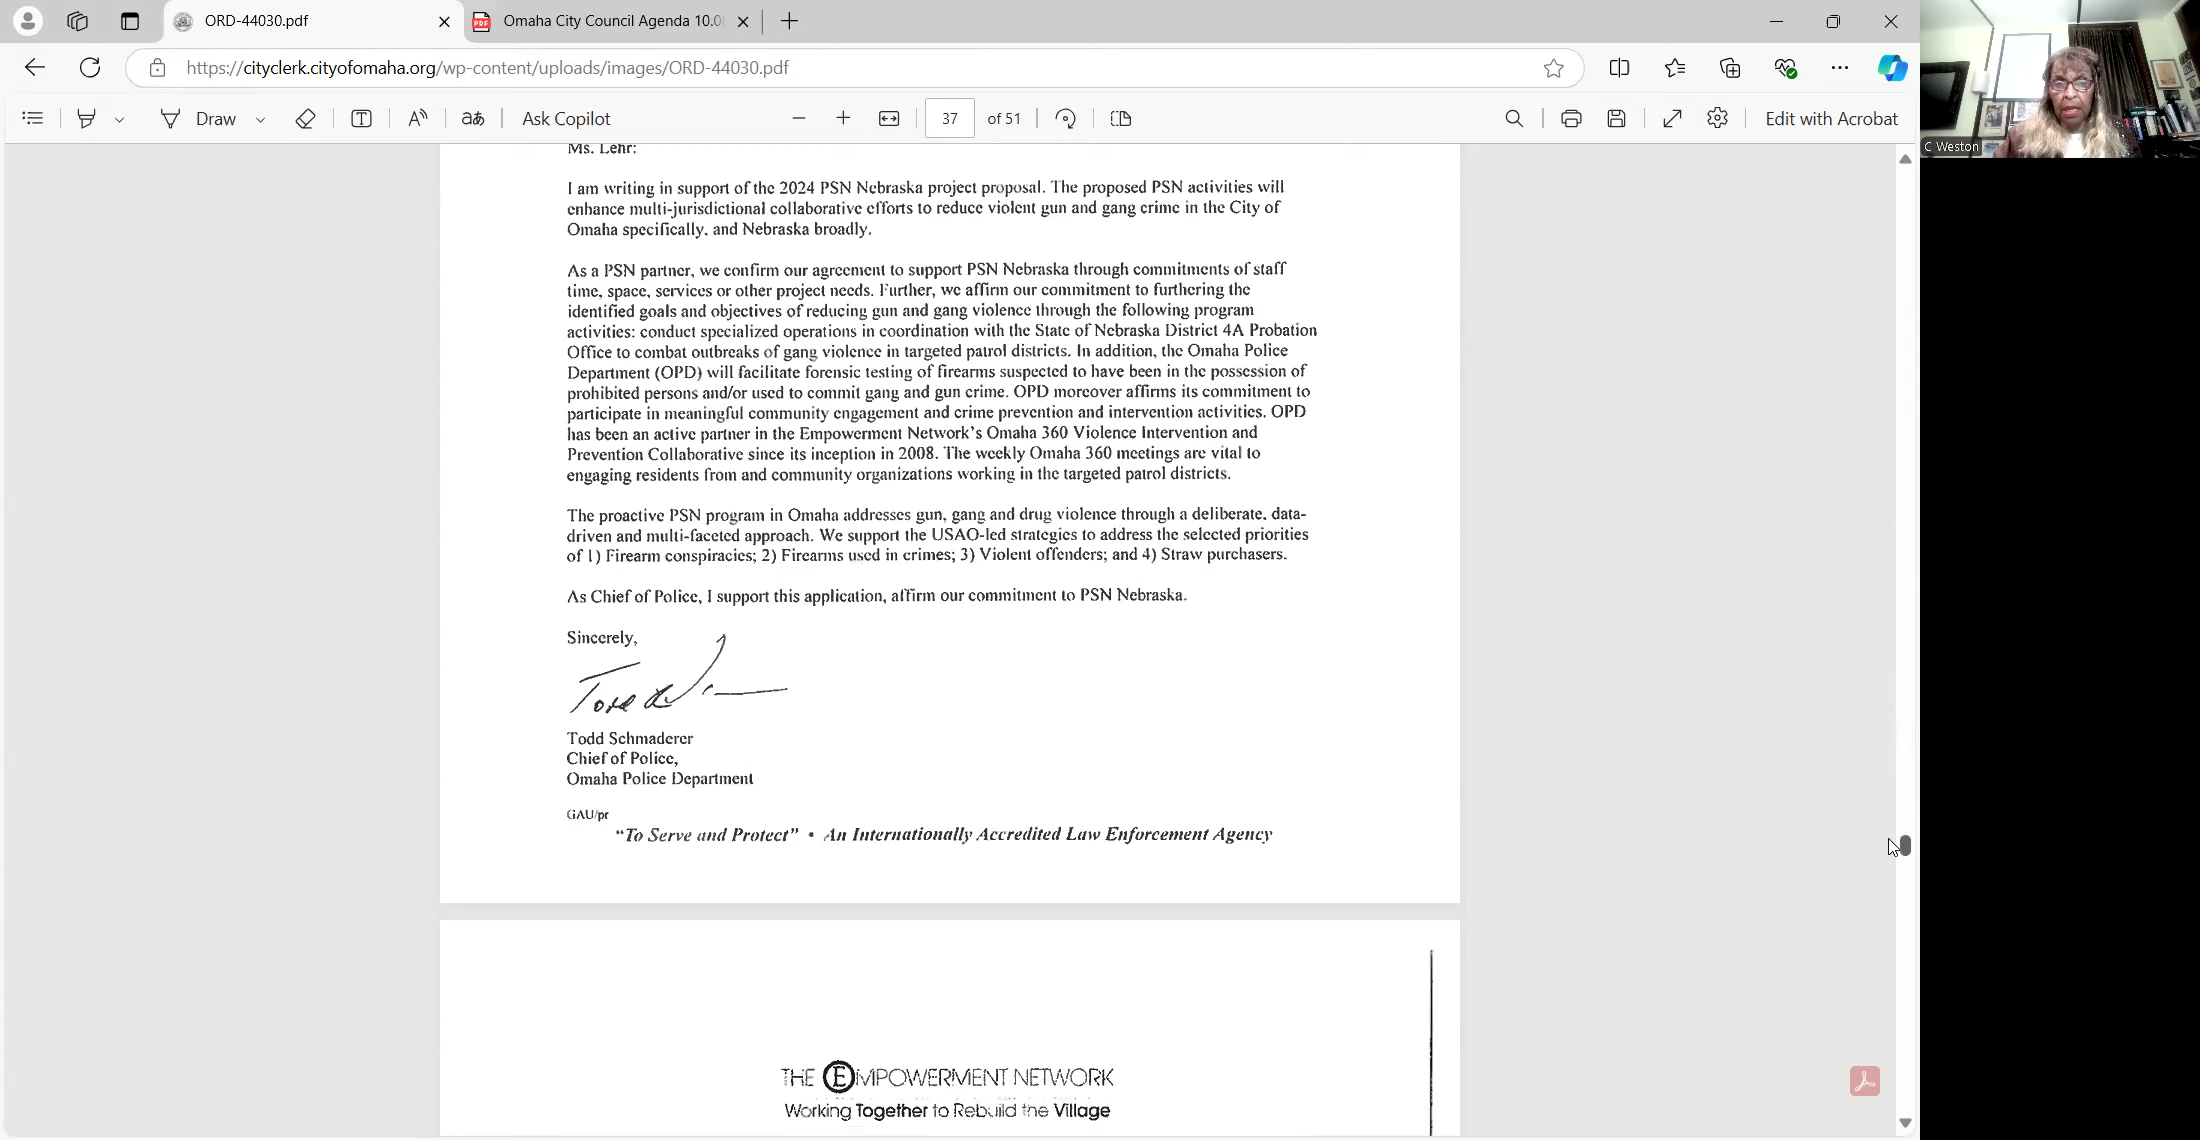 ORD-44030.pdf
Omaha City Council Agenda 10.08
https://cityclerk.cityofomaha.org/wp-content/uploads/images/ORD-44030.pdf
Draw
Ask Copilot
37 of 51
Edit with Acrobat
C Weston
Ms. Lehr:
I am writing in support of the 2024 PSN Nebraska project proposal. The proposed PSN activities will
enhance multi-jurisdictional collaborative efforts to reduce violent gun and gang crime in the City of
Omaha specifically, and Nebraska broadly.
As a PSN partner, we confirm our agreement to support PSN Nebraska through commitments of staff
time, space, services or other project needs. Further, we affirm our commitment to furthering the
identified goals and objectives of reducing gun and gang violence through the following program
activities: conduct specialized operations in coordination with the State of Nebraska District 4A Probation
Office to combat outbreaks of gang violence in targeted patrol districts. In addition, the Omaha Police
Department (OPD) will facilitate forensic testing of firearms suspected to have been in the possession of
prohibited persons and/or used to commit gang and gun crime. OPD moreover affirms its commitment to
participate in meaningful community engagement and crime prevention and intervention activities. OPD
has been an active partner in the Empowerment Network's Omaha 360 Violence Intervention and
Prevention Collaborative since its inception in 2008. The weekly Omaha 360 meetings are vital to
engaging residents from and community organizations working in the targeted patrol districts.
The proactive PSN program in Omaha addresses gun, gang and drug violence through a deliberate, data-
driven and multi-faceted approach. We support the USAO-led strategies to address the selected priorities
of 1) Firearm conspiracies; 2) Firearms used in crimes; 3) Violent offenders; and 4) Straw purchasers.
As Chief of Police, I support this application, affirm our commitment to PSN Nebraska.
Sincerely,
Todd Schmaderer
Chief of Police,
Omaha Police Department
GAU/pr
"To Serve and Protect" • An Internationally Accredited Law Enforcement Agency
THE EMPOWERMENT NETWORK
Working Together to Rebuild the Village